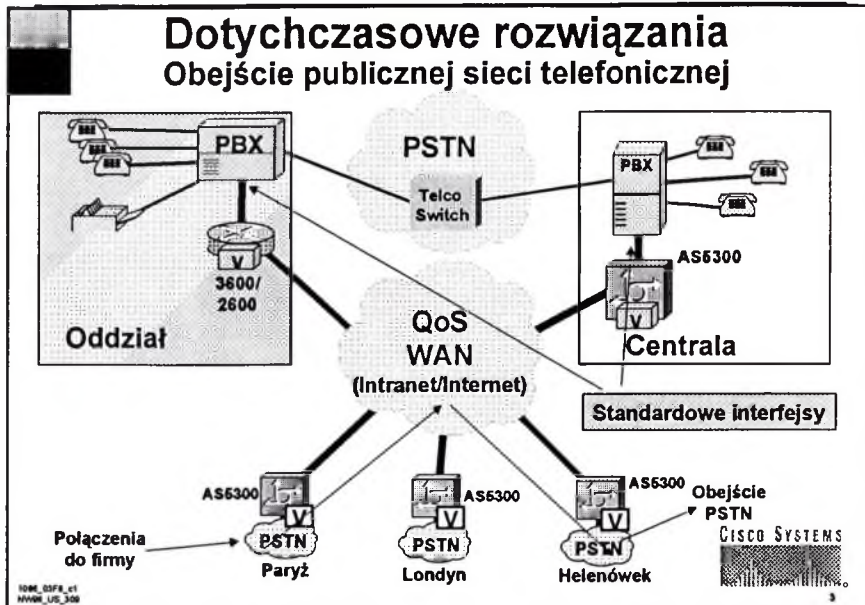 Dotychczasowe rozwiązania
Obejście publicznej sieci telefonicznej
PBX
V
3600/
2600
Oddział
PSTN
Telco
Switch
PBX
AS5300
V
Centrala
QoS
WAN
(Intranet/Internet)
Standardowe interfejsy
AS5300
V
PSTN
Paryż
AS5300
V
PSTN
Londyn
AS5300
V
PSTN
Helenówek
Połączenia
do firmy
Obejście
PSTN
CISCO SYSTEMS
3